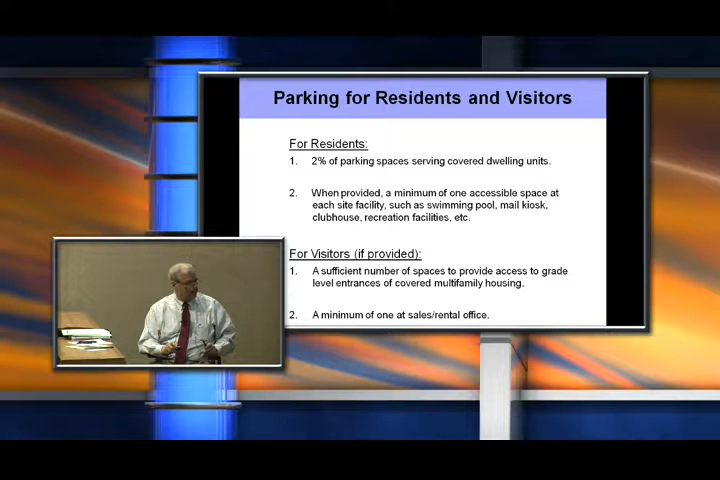 Parking for Residents and Visitors
For Residents:
1. 2% of parking spaces serving covered dwelling units.
2. When provided, a minimum of one accessible space at
each site facility, such as swimming pool, mail kiosk,
clubhouse, recreation facilities, etc.
For Visitors (if provided):
1. A sufficient number of spaces to provide access to grade
level entrances of covered multifamily housing.
2. A minimum of one at sales/rental office.